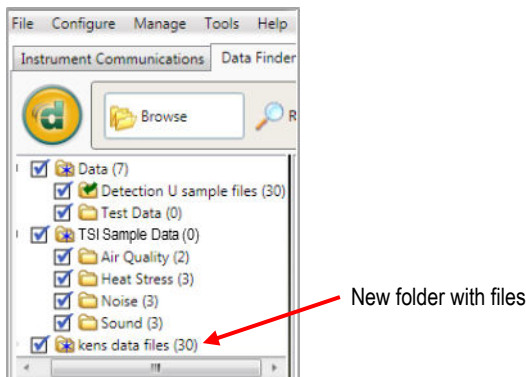 File Configure Manage Tools Help
Instrument Communications Data Finder
d Browse R
Data (7)
Detection U sample files (30)
Test Data (0)
TSI Sample Data (0)
Air Quality (2)
Heat Stress (3)
Noise (3)
Sound (3)
kens data files (30)
New folder with files